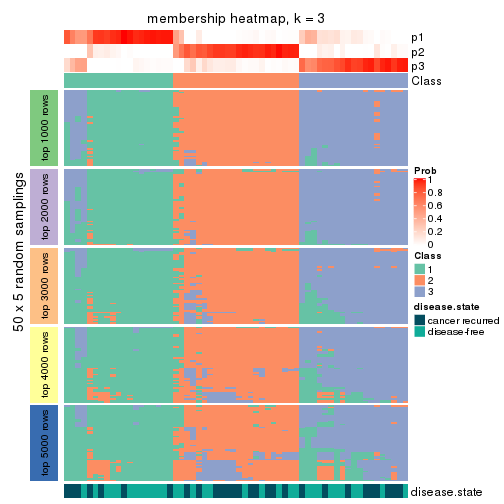 membership heatmap, k = 3
p1
p2
p3
Class
50 x 5 random samplings
top 1000 rows
top 2000 rows
top 3000 rows
top 4000 rows
top 5000 rows
Prob
1
0.8
0.6
0.4
0.2
0
Class
1
2
3
disease.state
cancer recurred
disease-free
disease.state